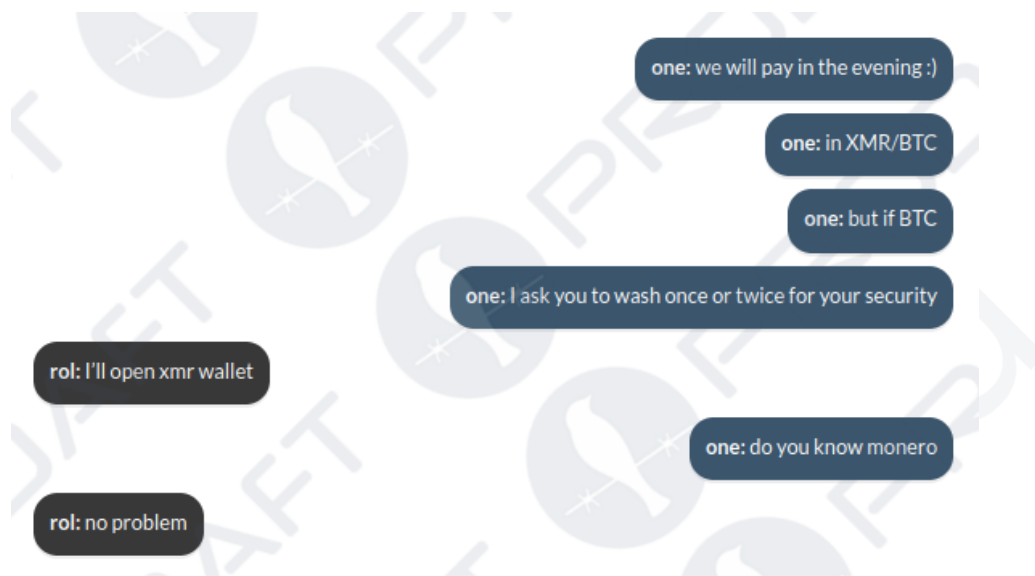 one: we will pay in the evening :)
one: in XMR/BTC
one: but if BTC
one: I ask you to wash once or twice for your security
rol: I'll open xmr wallet
one: do you know monero
rol: no problem